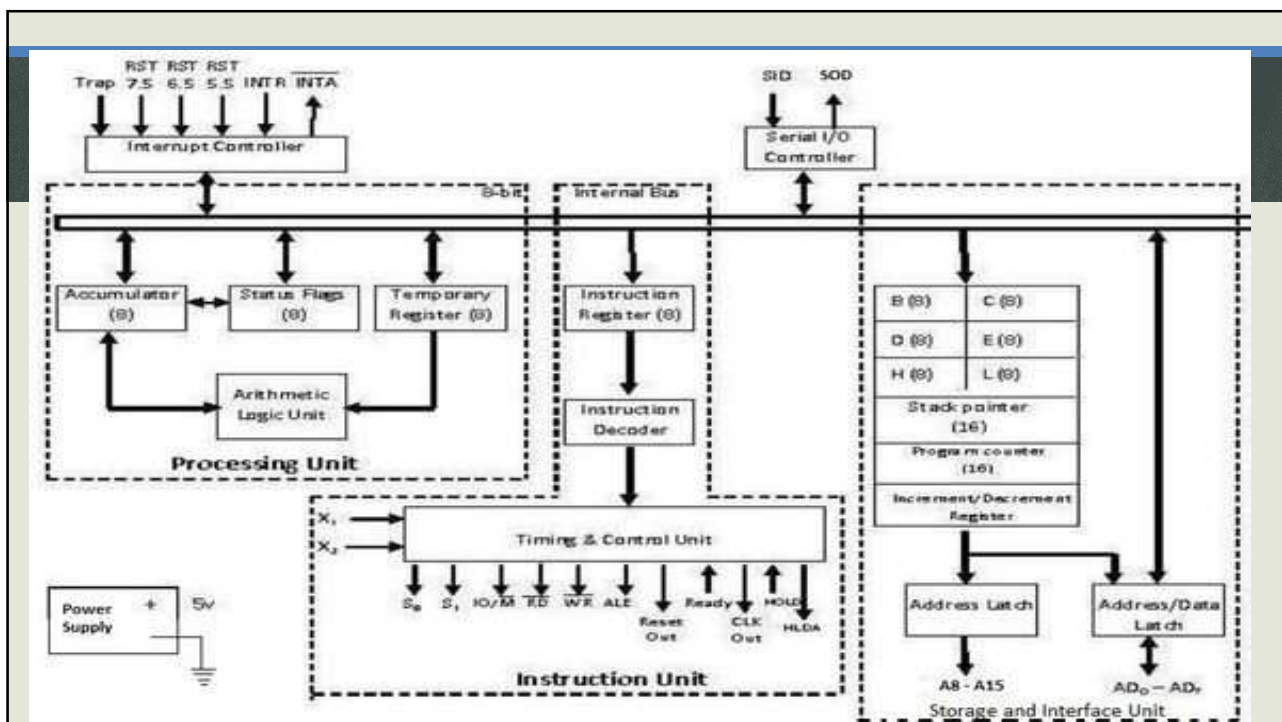 RST RST RST
Trap 7.5 6.5 5.5 INTR INTA
SID SOD
Interrupt Controller
Serial I/O
Controller
8-bit Internal Bus
Accumulator
(8)
Status Flags
(8)
Temporary
Register (8)
Instruction
Register (8)
B (8) C (8)
D (8) E (8)
H (8) L (8)
Stack pointer
(16)
Program counter
(16)
Increment/Decrement
Register
Arithmetic
Logic Unit
Instruction
Decoder
Processing Unit
X₁
X₂
Timing & Control Unit
S₀ S₁ IO/M RD WR ALE Reset Out Ready CLK Out HOLD HLDA
Power
Supply
+ 5v
Address Latch
Address/Data
Latch
Instruction Unit
A8 - A15 AD₀ – AD₇
Storage and Interface Unit